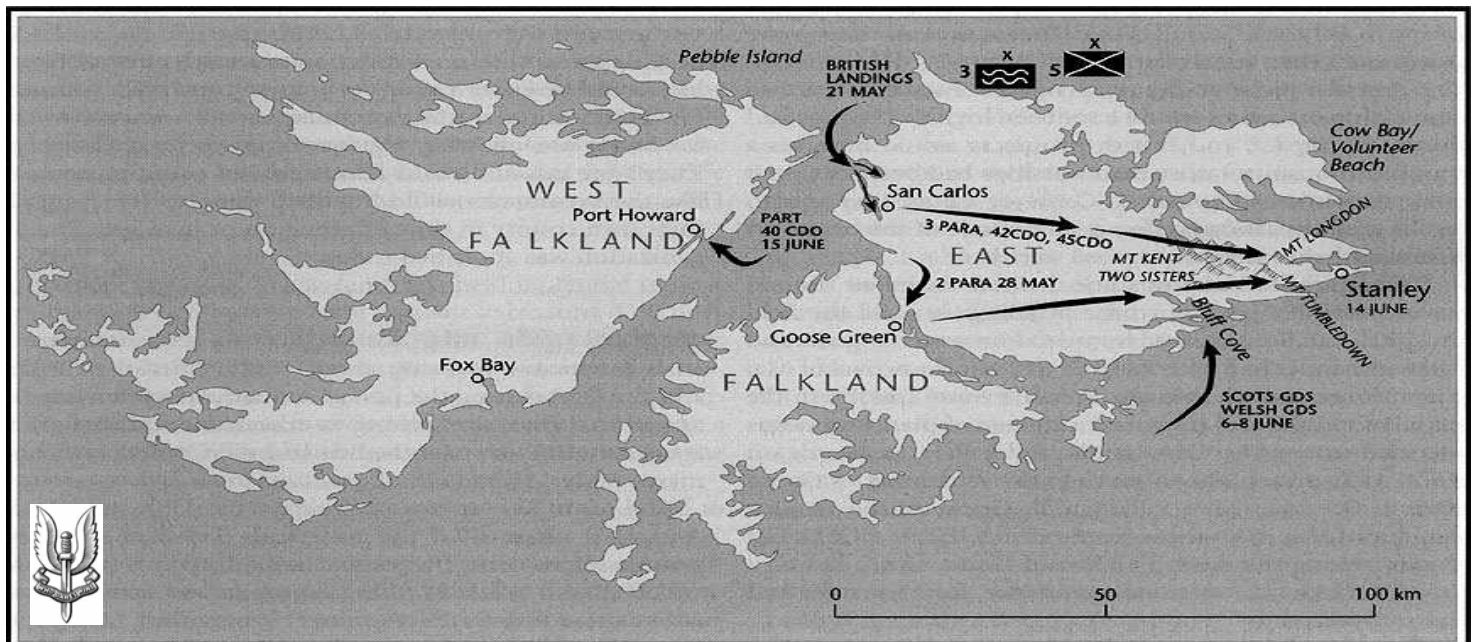 Pebble Island
BRITISH
LANDINGS
21 MAY
X
3
X
5
Cow Bay/
Volunteer
Beach
WEST
FALKLAND
Port Howard
PART
40 CDO
15 JUNE
San Carlos
3 PARA, 42CDO, 45CDO
EAST
FALKLAND
MT KENT
TWO SISTERS
MT LONGDON
MT TUMBLEDOWN
Stanley
14 JUNE
2 PARA 28 MAY
Goose Green
Bluff Cove
Fox Bay
SCOTS GDS
WELSH GDS
6–8 JUNE
0
50
100 km